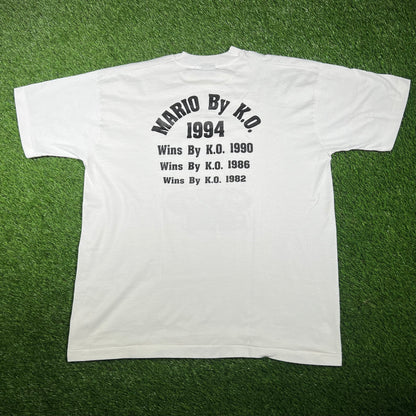 MARIO By K.O.
1994
Wins By K.O. 1990
Wins By K.O. 1986
Wins By K.O. 1982